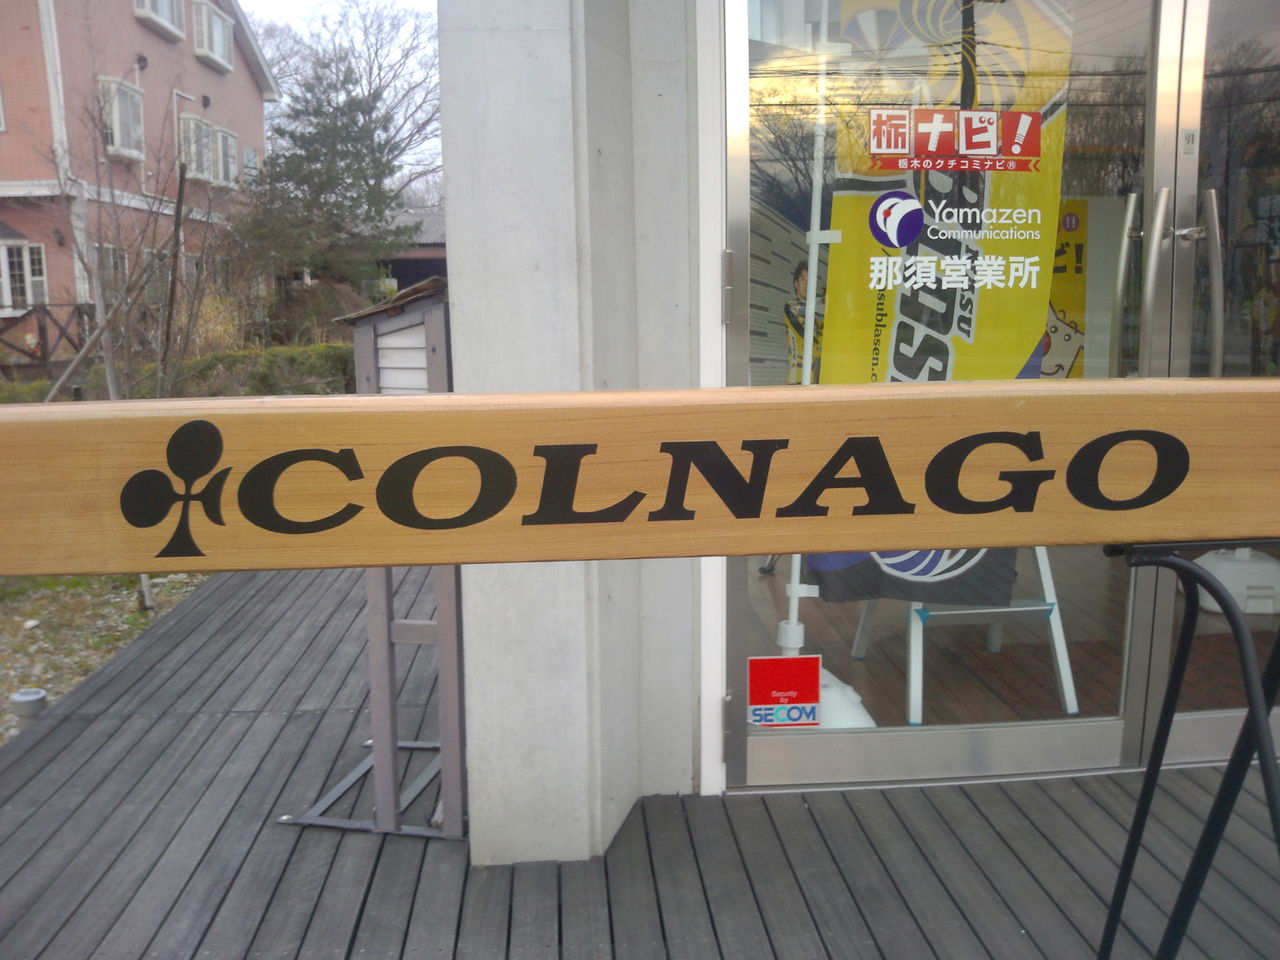 栃ナビ!
栃木のクチコミナビ®
Yamazen
Communications
那須営業所
COLNAGO
Security
by
SECOM